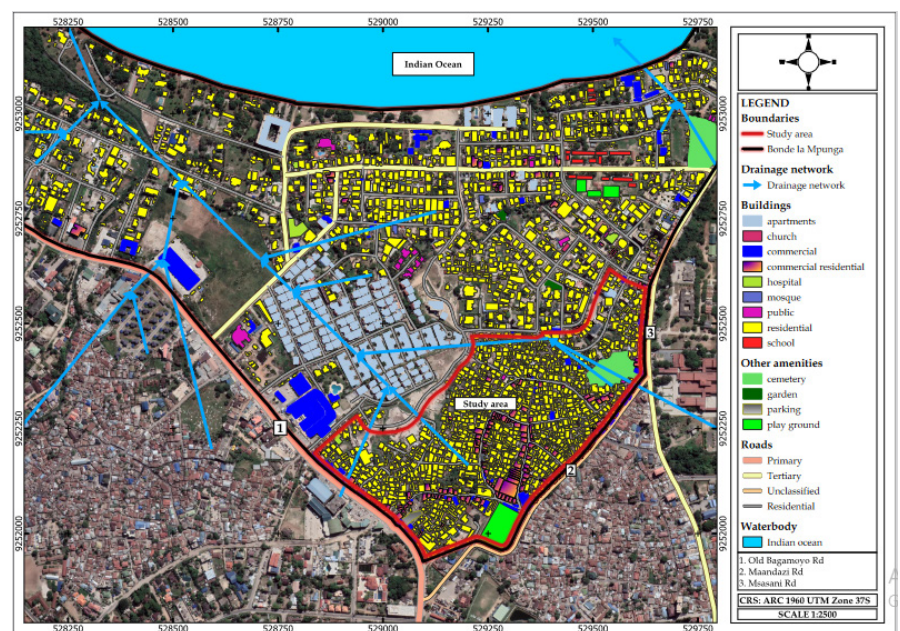 528250 528500 528750 529000 529250 529500 529750
9253000
9252750
9252500
9252250
9252000
Indian Ocean
Study area
1
2
3
9253000
9252750
9252500
9252250
9252000
528250 528500 528750 529000 529250 529500 529750
LEGEND
Boundaries
Study area
Bonde la Mpunga
Drainage network
Drainage network
Buildings
apartments
church
commercial
commercial residential
hospital
mosque
public
residential
school
Other amenities
cemetery
garden
parking
play ground
Roads
Primary
Tertiary
Unclassified
Residential
Waterbody
Indian ocean
1. Old Bagamoyo Rd
2. Maandazi Rd
3. Msasani Rd
CRS: ARC 1960 UTM Zone 37S
SCALE 1:2500